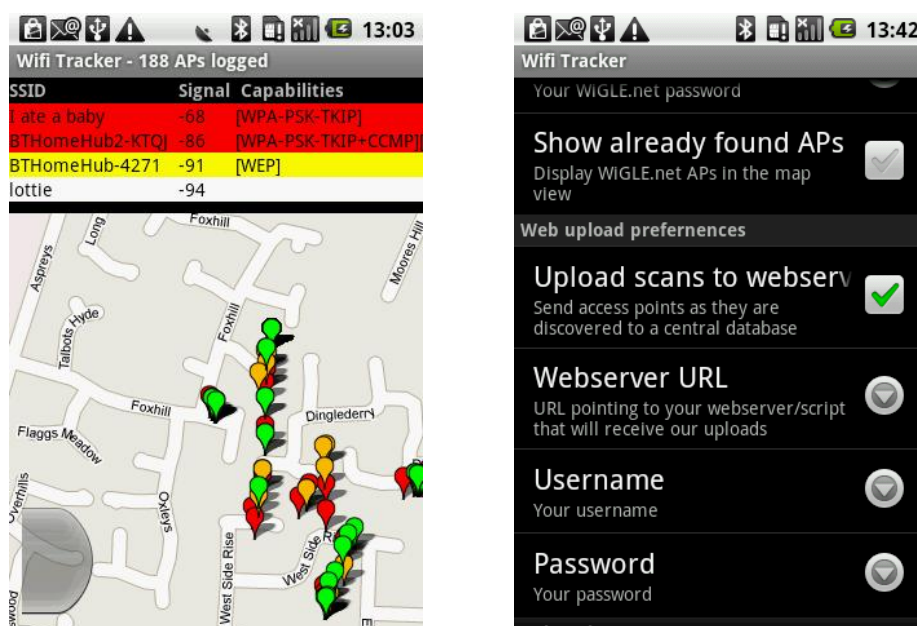 13:03
Wifi Tracker - 188 APs logged
SSID Signal Capabilities
I ate a baby -68 [WPA-PSK-TKIP]
BTHomeHub2-KTQJ -86 [WPA-PSK-TKIP+CCMP][
BTHomeHub-4271 -91 [WEP]
lottie -94
Foxhill
Long
Moores Hill
Aspreys
Talbots Hyde
Foxhill
Foxhill
Dinglederry
Flaggs Meadow
Overhills
Oxleys
West Side Rise
West Side R
wood
E
13:42
Wifi Tracker
Your WiGLE.net password
Show already found APs
Display WiGLE.net APs in the map
view
Web upload prefernences
Upload scans to webserv
Send access points as they are
discovered to a central database
Webserver URL
URL pointing to your webserver/script
that will receive our uploads
Username
Your username
Password
Your password